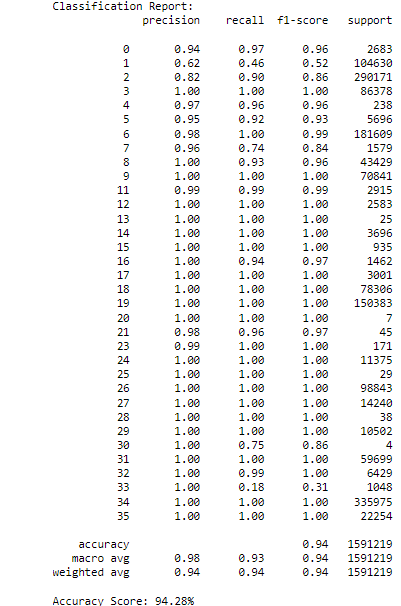 Classification Report:
precision recall f1-score support
0 0.94 0.97 0.96 2683
1 0.62 0.46 0.52 104630
2 0.82 0.90 0.86 290171
3 1.00 1.00 1.00 86378
4 0.97 0.96 0.96 238
5 0.95 0.92 0.93 5696
6 0.98 1.00 0.99 181609
7 0.96 0.74 0.84 1579
8 1.00 0.93 0.96 43429
9 1.00 1.00 1.00 70841
11 0.99 0.99 0.99 2915
12 1.00 1.00 1.00 2583
13 1.00 1.00 1.00 25
14 1.00 1.00 1.00 3696
15 1.00 1.00 1.00 935
16 1.00 0.94 0.97 1462
17 1.00 1.00 1.00 3001
18 1.00 1.00 1.00 78306
19 1.00 1.00 1.00 150383
20 1.00 1.00 1.00 7
21 0.98 0.96 0.97 45
23 0.99 1.00 1.00 171
24 1.00 1.00 1.00 11375
25 1.00 1.00 1.00 29
26 1.00 1.00 1.00 98843
27 1.00 1.00 1.00 14240
28 1.00 1.00 1.00 38
29 1.00 1.00 1.00 10502
30 1.00 0.75 0.86 4
31 1.00 1.00 1.00 59699
32 1.00 0.99 1.00 6429
33 1.00 0.18 0.31 1048
34 1.00 1.00 1.00 335975
35 1.00 1.00 1.00 22254
accuracy 0.94 1591219
macro avg 0.98 0.93 0.94 1591219
weighted avg 0.94 0.94 0.94 1591219
Accuracy Score: 94.28%